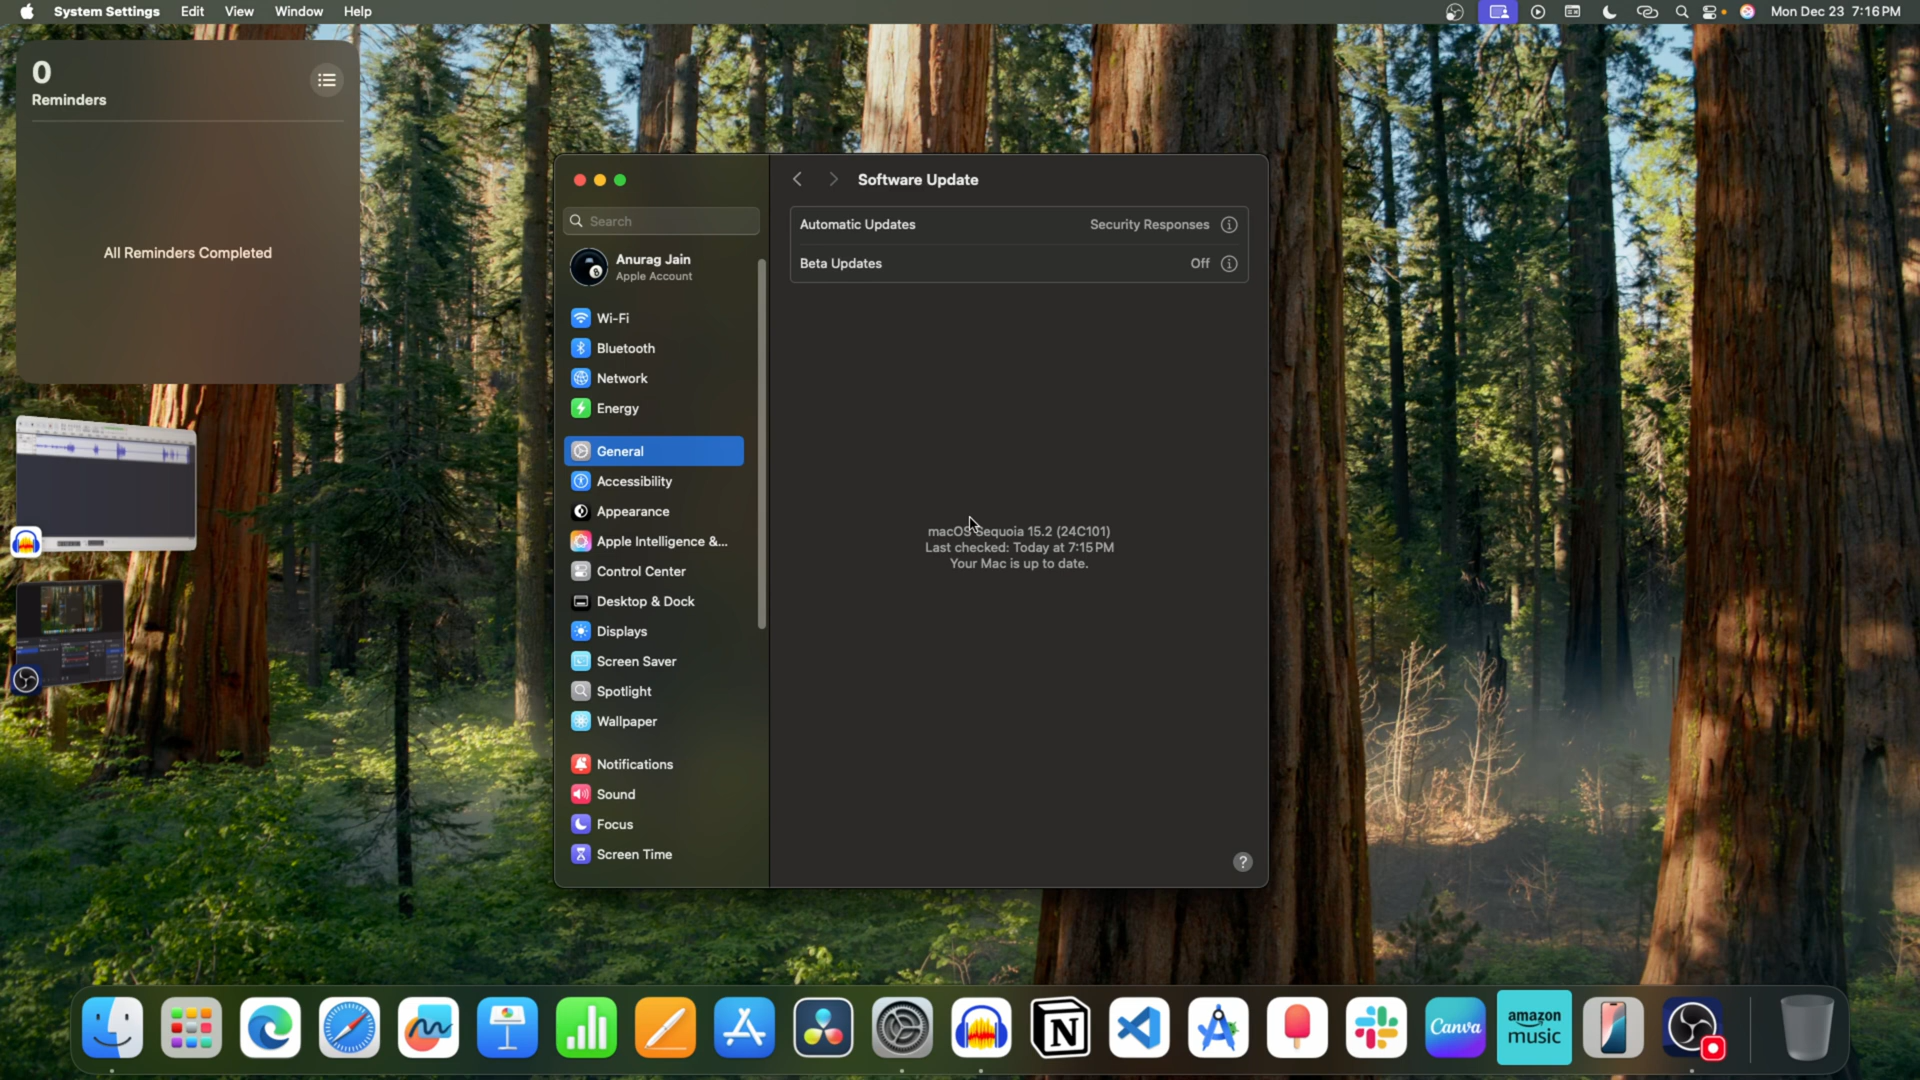 System Settings Edit View Window Help
Mon Dec 23 7:16 PM
0
Reminders
All Reminders Completed
Search
Anurag Jain
Apple Account
Wi-Fi
Bluetooth
Network
Energy
General
Accessibility
Appearance
Apple Intelligence &...
Control Center
Desktop & Dock
Displays
Screen Saver
Spotlight
Wallpaper
Notifications
Sound
Focus
Screen Time
Software Update
Automatic Updates Security Responses
Beta Updates Off
macOS Sequoia 15.2 (24C101)
Last checked: Today at 7:15 PM
Your Mac is up to date.
?
N
Canva
amazon
music